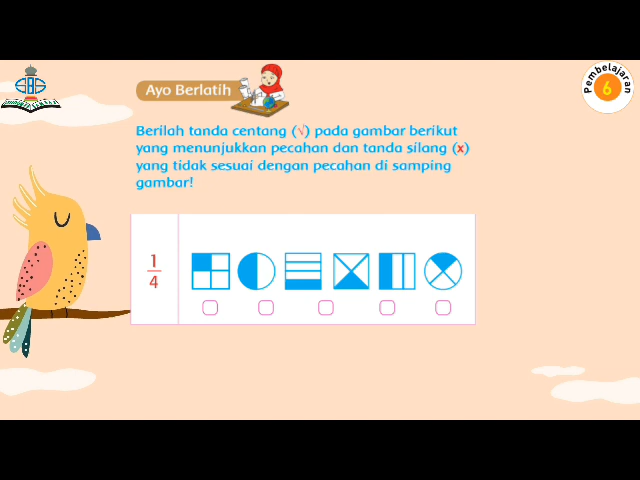 Ayo Berlatih
Pembelajaran
6
Berilah tanda centang (√) pada gambar berikut
yang menunjukkan pecahan dan tanda silang (x)
yang tidak sesuai dengan pecahan di samping
gambar!
1
4